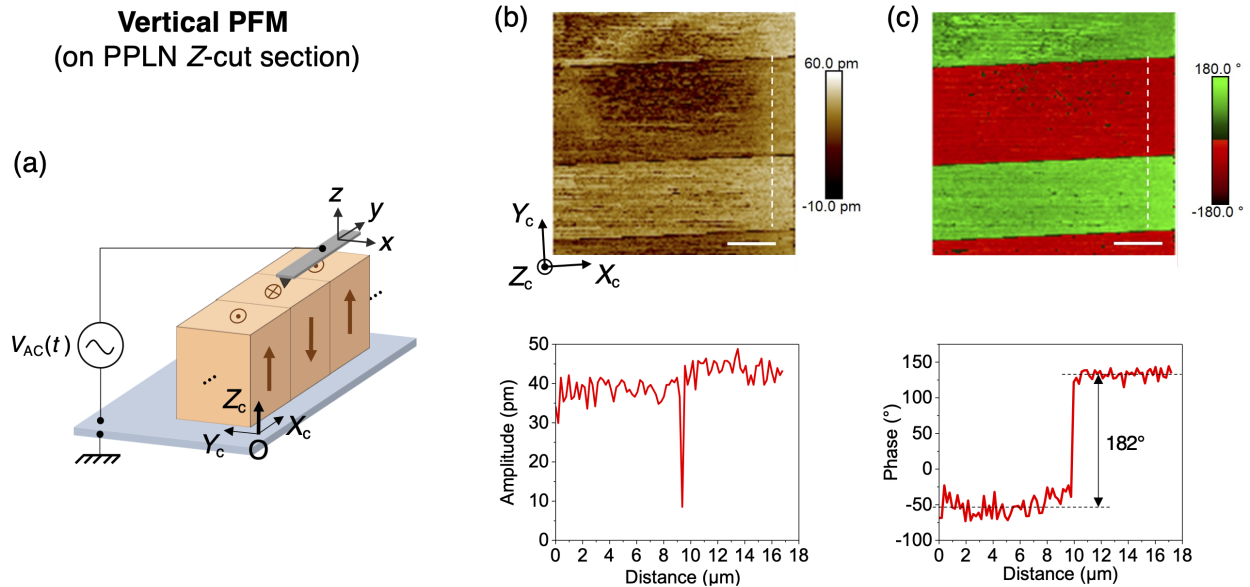 Vertical PFM
(on PPLN Z-cut section)
(a)
z
y
x
V_AC(t)
...
...
Z_c
Y_c
X_c
O
(b)
60.0 pm
-10.0 pm
Y_c
Z_c
X_c
50
40
30
20
10
0
Amplitude (pm)
0 2 4 6 8 10 12 14 16 18
Distance (μm)
(c)
180.0 °
-180.0 °
150
100
50
0
-50
-100
Phase (°)
182°
0 2 4 6 8 10 12 14 16 18
Distance (μm)